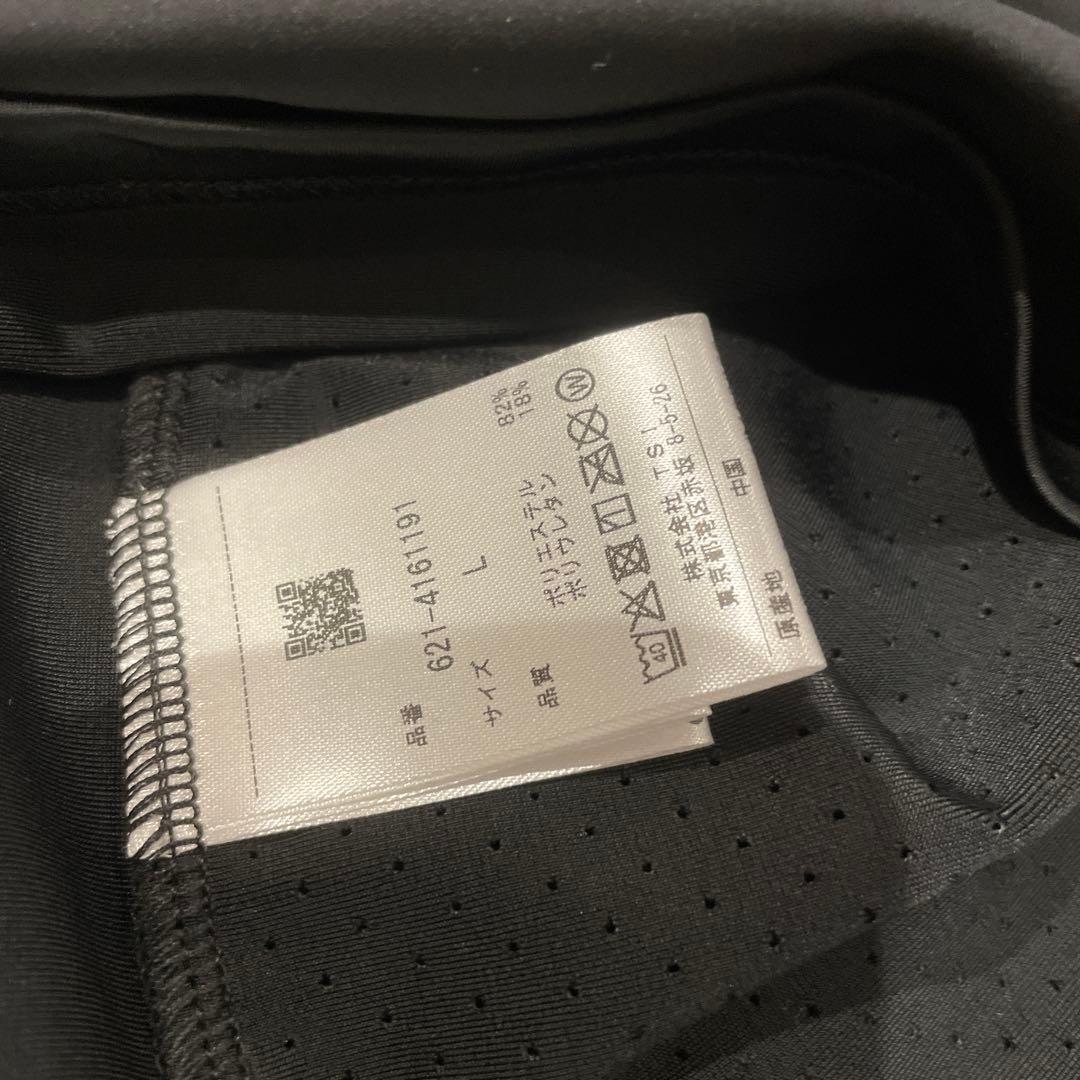 品番 621-4161191
サイズ L
品質 ポリエステル 82%
ポリウレタン 18%
40
W
株式会社 TSI
東京都港区赤坂 8-5-26
原産地 中国